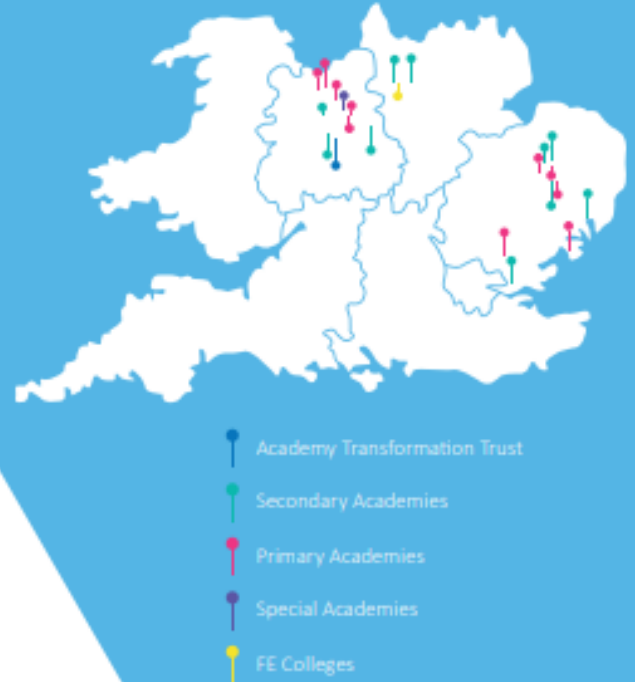 Academy Transformation Trust
Secondary Academies
Primary Academies
Special Academies
FE Colleges